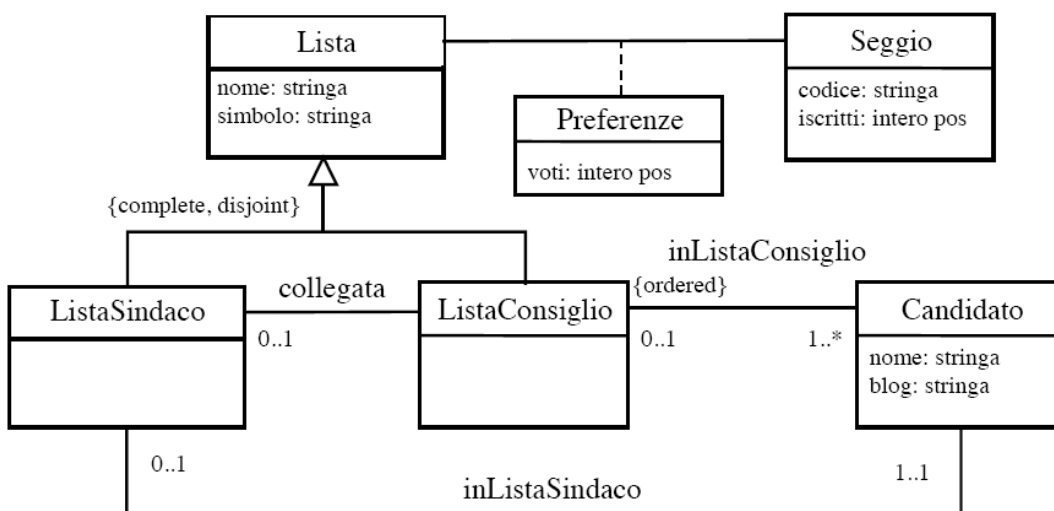 Lista
nome: stringa
simbolo: stringa
Seggio
codice: stringa
iscritti: intero pos
Preferenze
voti: intero pos
{complete, disjoint}
ListaSindaco
collegata
0..1
ListaConsiglio
inListaConsiglio
{ordered}
0..1
1..*
Candidato
nome: stringa
blog: stringa
0..1
inListaSindaco
1..1